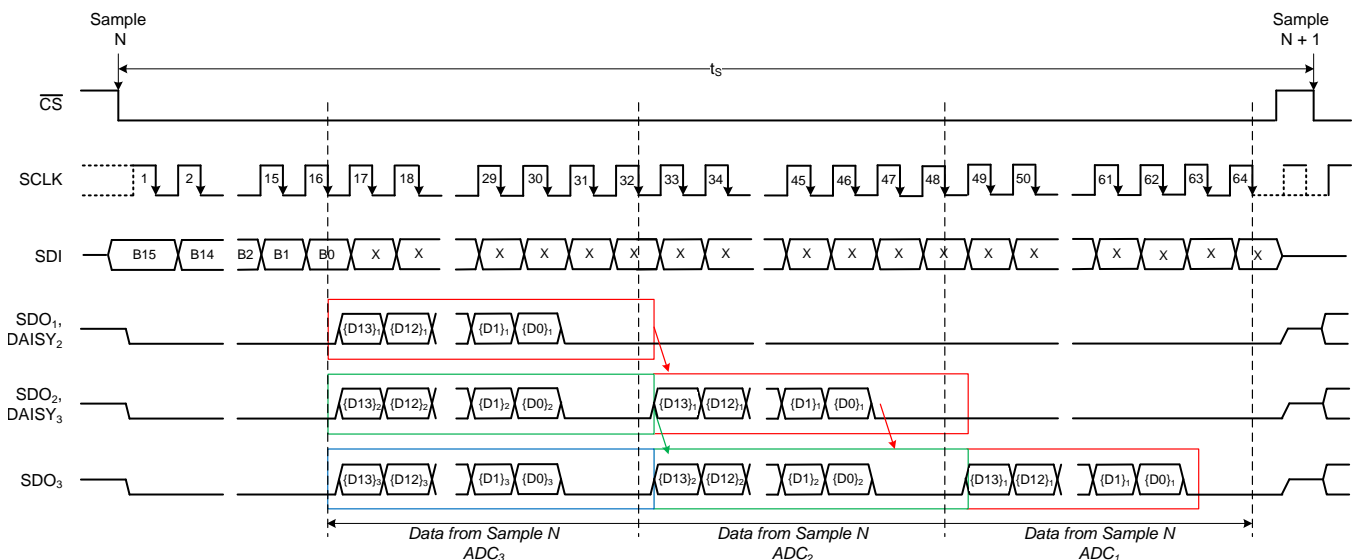 Sample
N
Sample
N + 1
tS
CS
SCLK
1 2 15 16 17 18 29 30 31 32 33 34 45 46 47 48 49 50 61 62 63 64
SDI
B15 B14 B2 B1 B0 X X X X X X X X X X X X X X X X X X
SDO1,
DAISY2
{D13}1 {D12}1 {D1}1 {D0}1
SDO2,
DAISY3
{D13}2 {D12}2 {D1}2 {D0}2 {D13}1 {D12}1 {D1}1 {D0}1
SDO3
{D13}3 {D12}3 {D1}3 {D0}3 {D13}2 {D12}2 {D1}2 {D0}2 {D13}1 {D12}1 {D1}1 {D0}1
Data from Sample N
ADC3
Data from Sample N
ADC2
Data from Sample N
ADC1